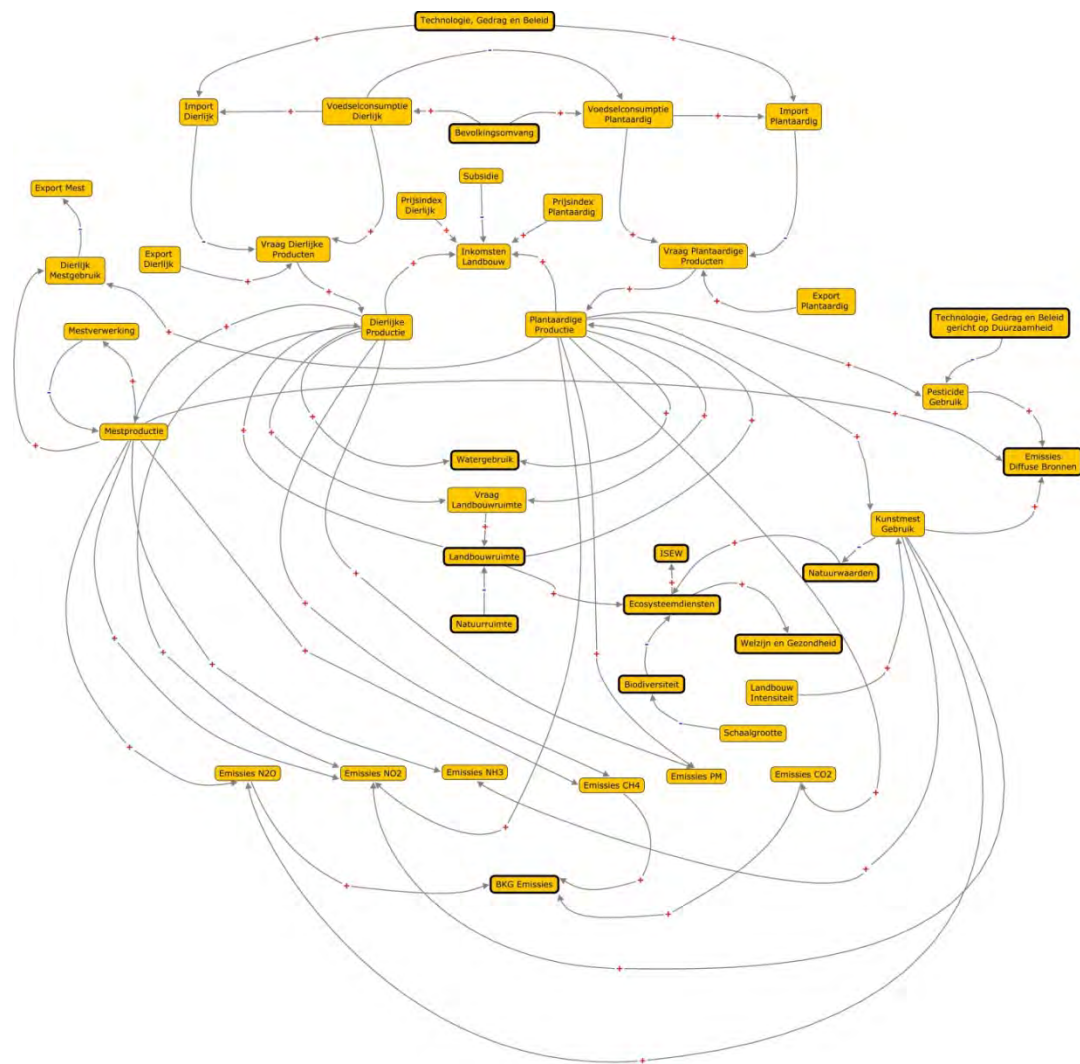 Technologie, Gedrag en Beleid
Import
Dierlijk
Voedselconsumptie
Dierlijk
Voedselconsumptie
Plantaardig
Import
Plantaardig
Bevolkingsomvang
Export Mest
Subsidie
Prijsindex
Dierlijk
Prijsindex
Plantaardig
Vraag Dierlijke
Producten
Inkomsten
Landbouw
Vraag Plantaardige
Producten
Export
Dierlijk
Dierlijk
Mestgebruik
Export
Plantaardig
Mestverwerking
Dierlijke
Productie
Plantaardige
Productie
Technologie, Gedrag en Beleid
gericht op Duurzaamheid
Pesticide
Gebruik
Mestproductie
Watergebruik
Emissies
Diffuse Bronnen
Vraag
Landbouwruimte
Kunstmest
Gebruik
Landbouwruimte
ISEW
Natuurwaarden
Ecosysteemdiensten
Natuurruimte
Welzijn en Gezondheid
Biodiversiteit
Landbouw
Intensiteit
Schaalgrootte
Emissies N2O
Emissies NO2
Emissies NH3
Emissies CH4
Emissies PM
Emissies CO2
BKG Emissies